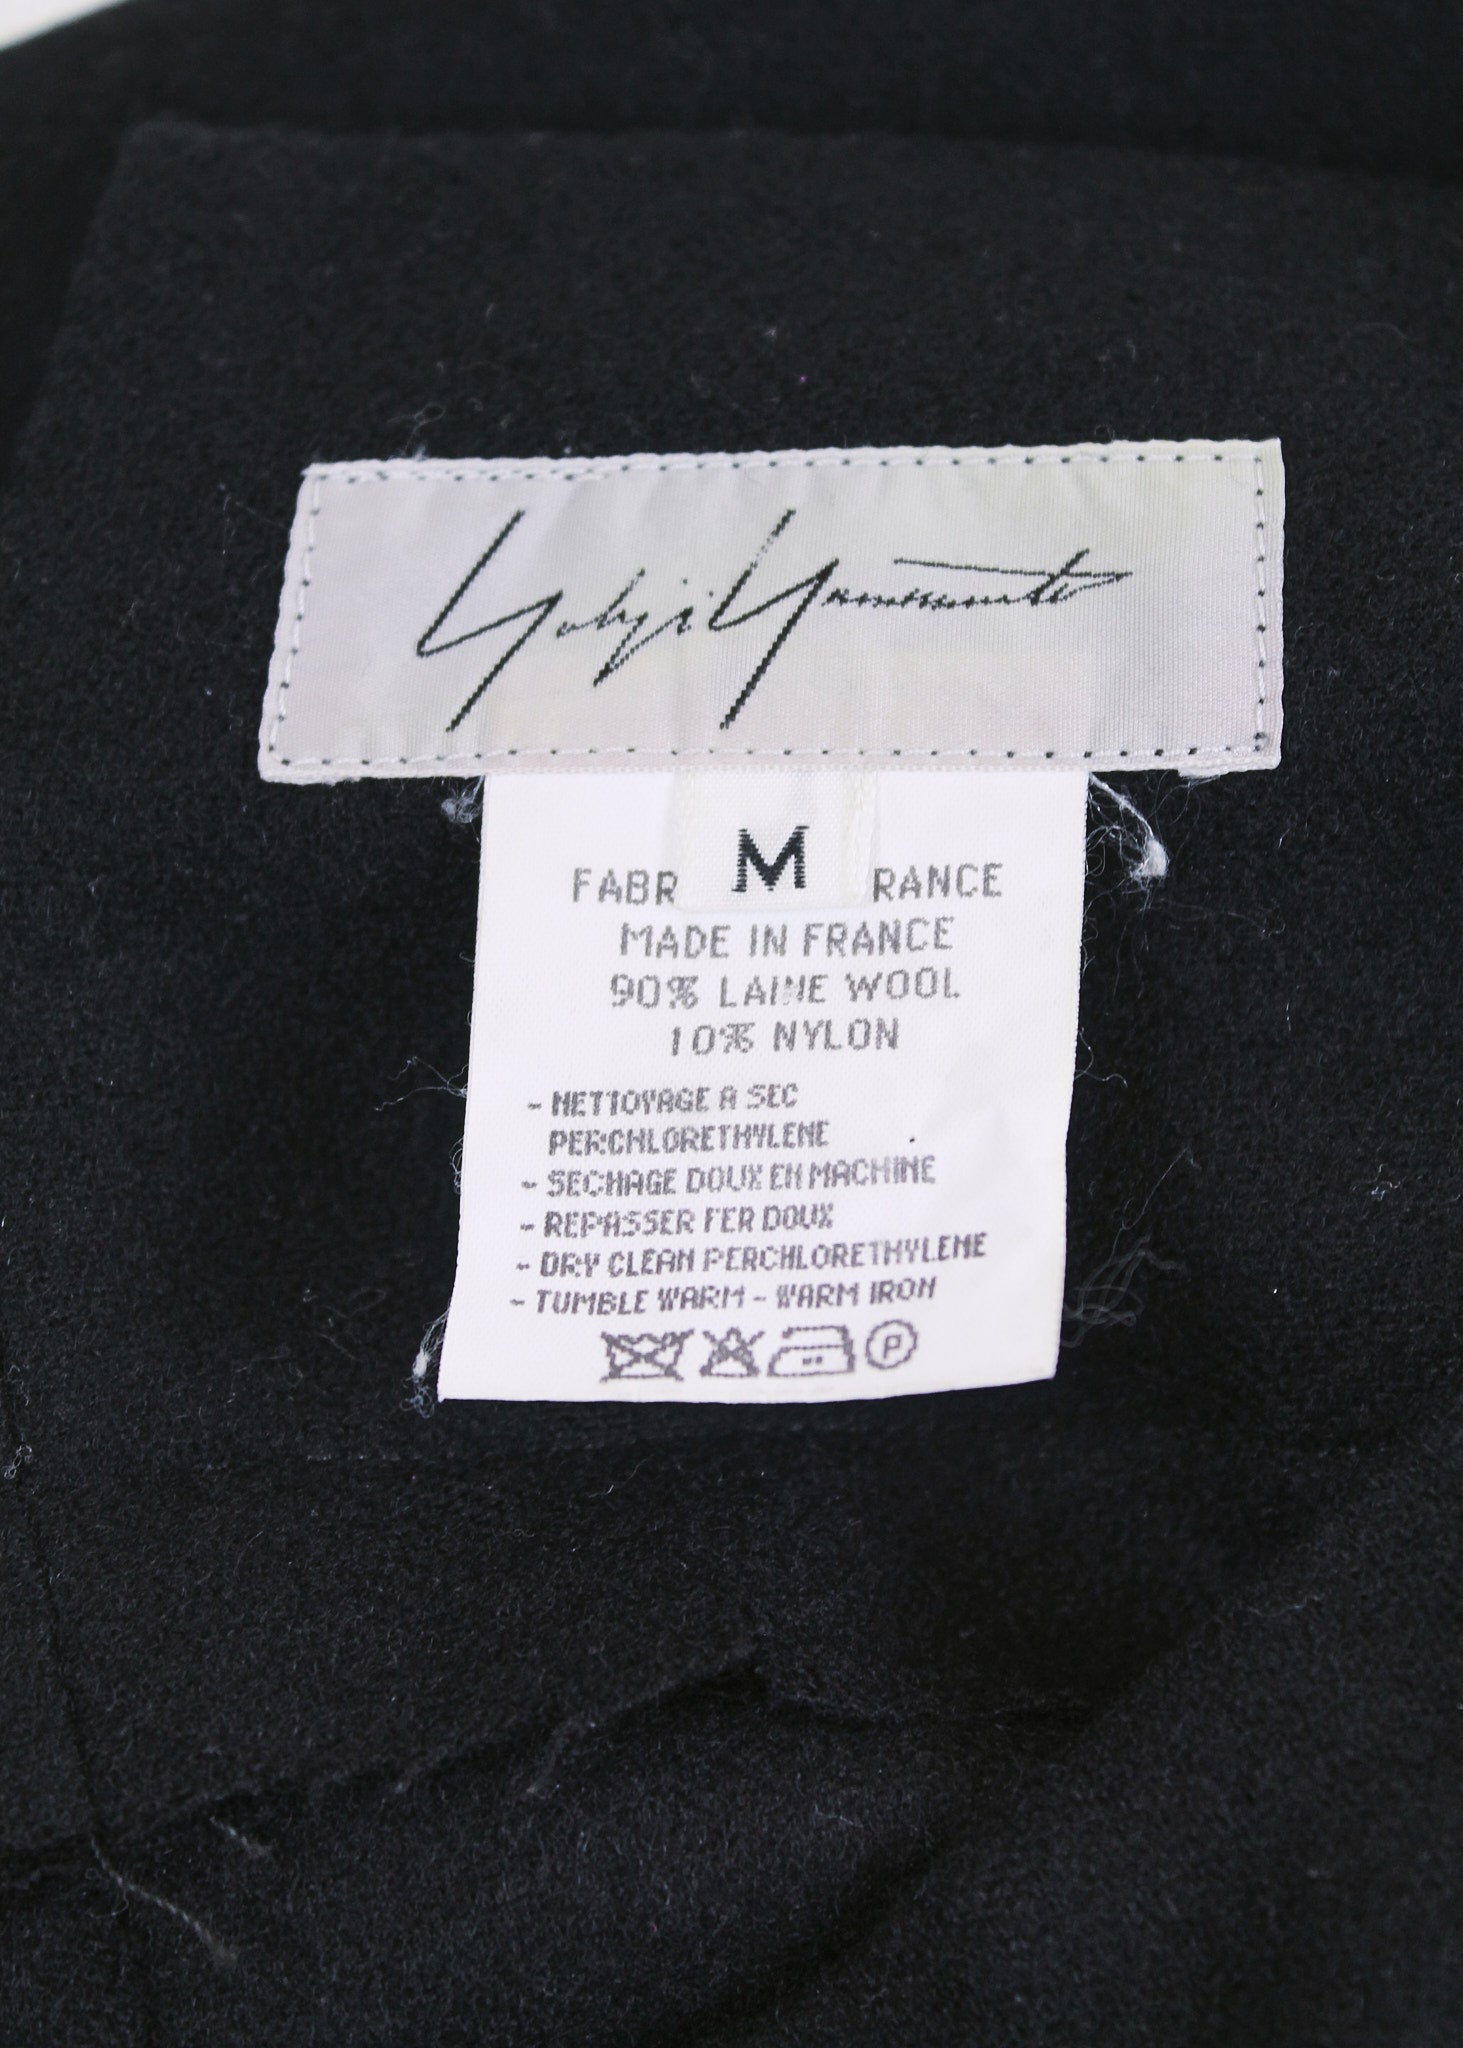 Yohji Yamamoto
M
FABR RANCE
MADE IN FRANCE
90% LAINE WOOL
10% NYLON
- NETTOYAGE A SEC
PERCHLORETHYLENE
- SECHAGE DOUX EN MACHINE
- REPASSER FER DOUX
- DRY CLEAN PERCHLORETHYLENE
- TUMBLE WARM - WARM IRON
P